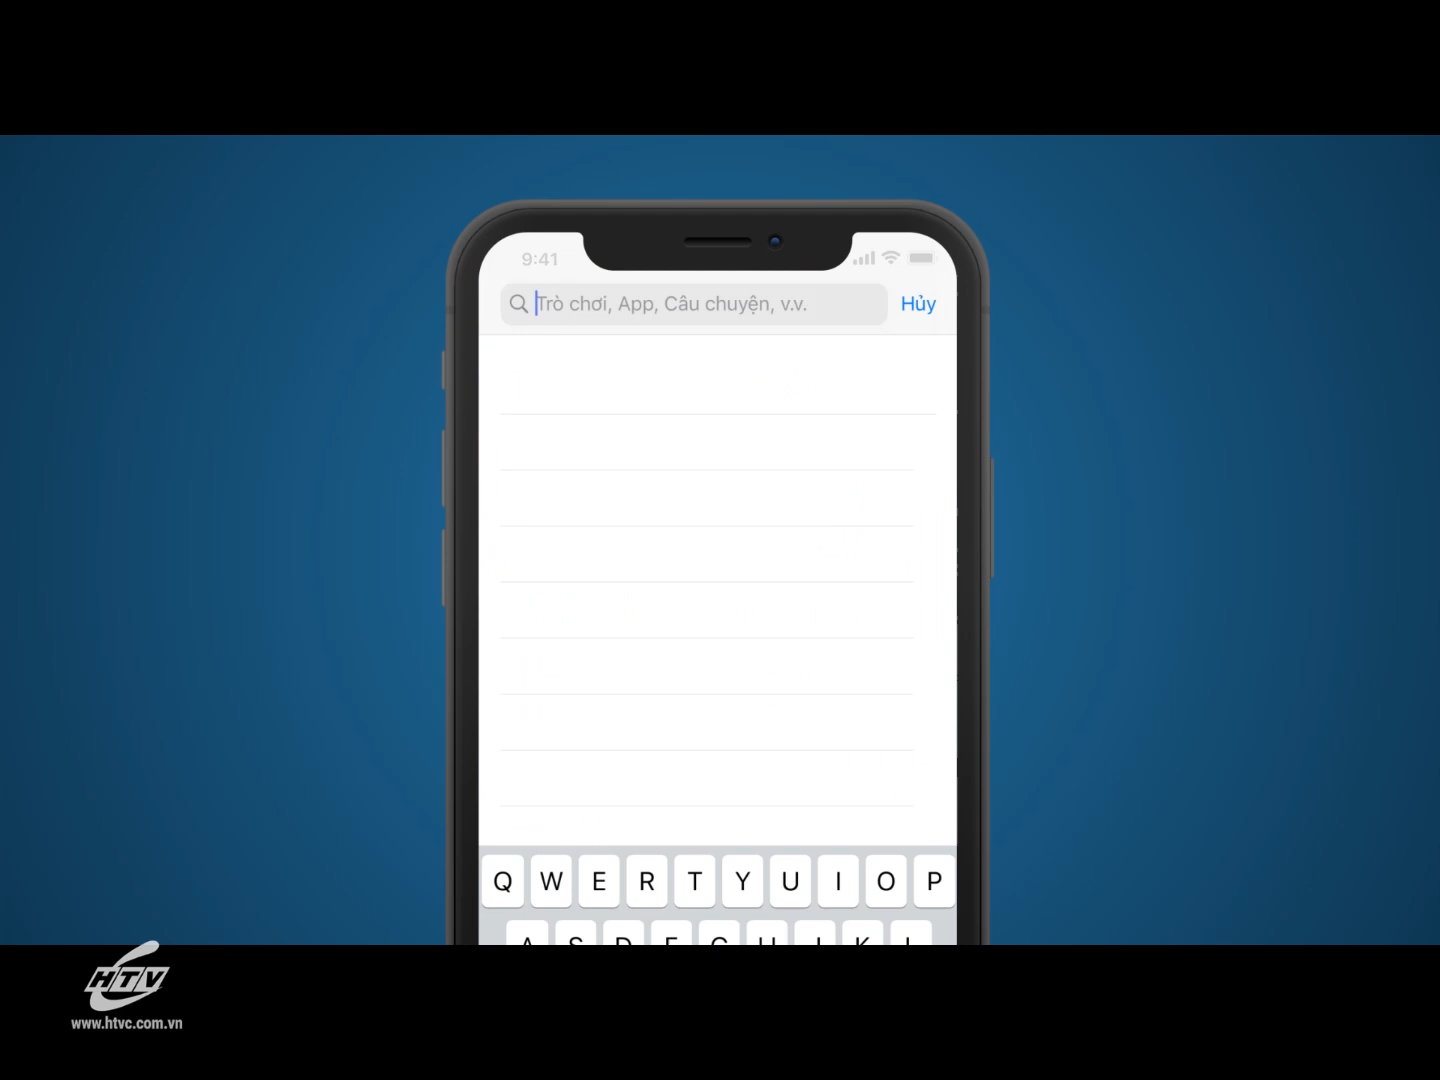 9:41
Trò chơi, App, Câu chuyện, v.v.
Hủy
Q W E R T Y U I O P
A S D F G H J K L
HTV
www.htvc.com.vn